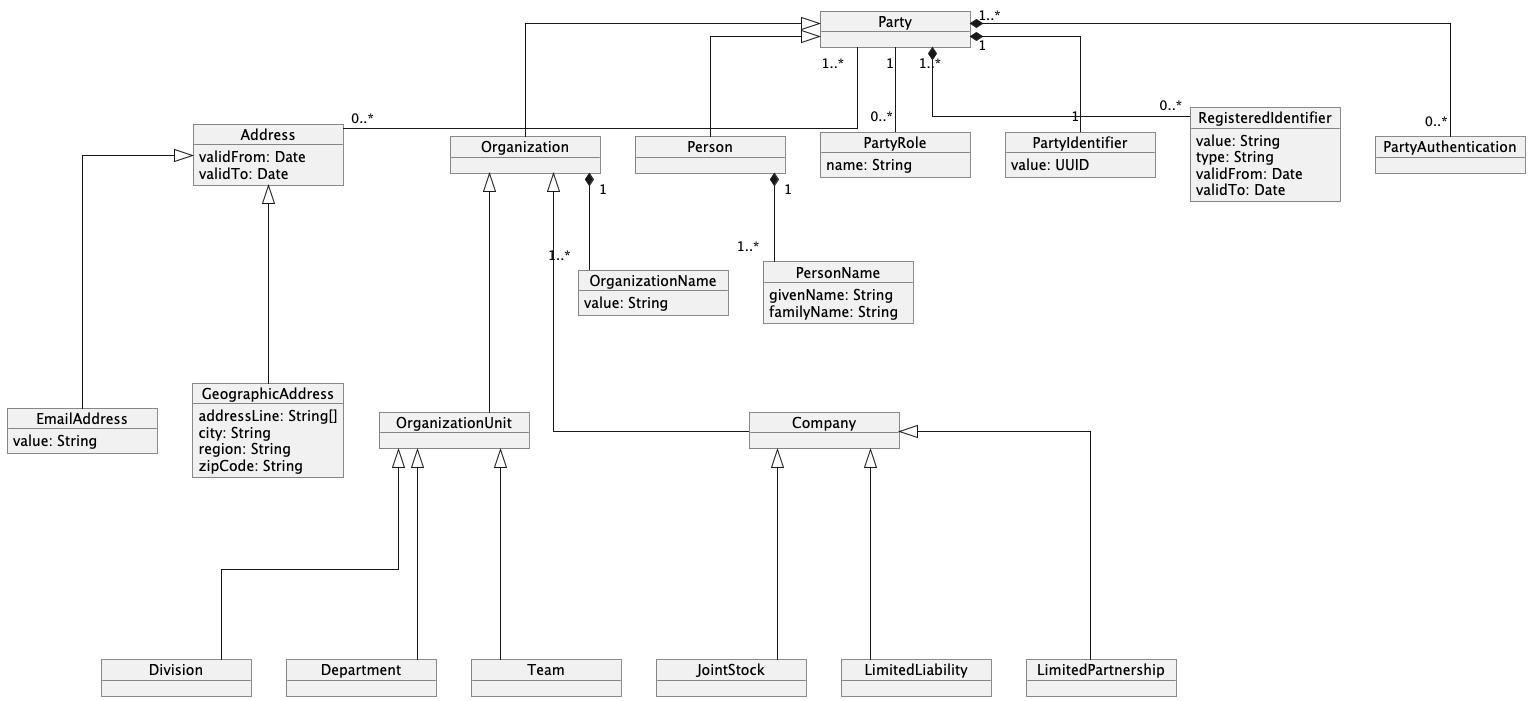 Party
1..*
1
1..*
1
1..*
0..*
0..*
0..*
1
0..*
Address
validFrom: Date
validTo: Date
Organization
Person
PartyRole
name: String
PartyIdentifier
value: UUID
RegisteredIdentifier
value: String
type: String
validFrom: Date
validTo: Date
PartyAuthentication
1
1
1..*
1..*
OrganizationName
value: String
PersonName
givenName: String
familyName: String
EmailAddress
value: String
GeographicAddress
addressLine: String[]
city: String
region: String
zipCode: String
OrganizationUnit
Company
Division
Department
Team
JointStock
LimitedLiability
LimitedPartnership